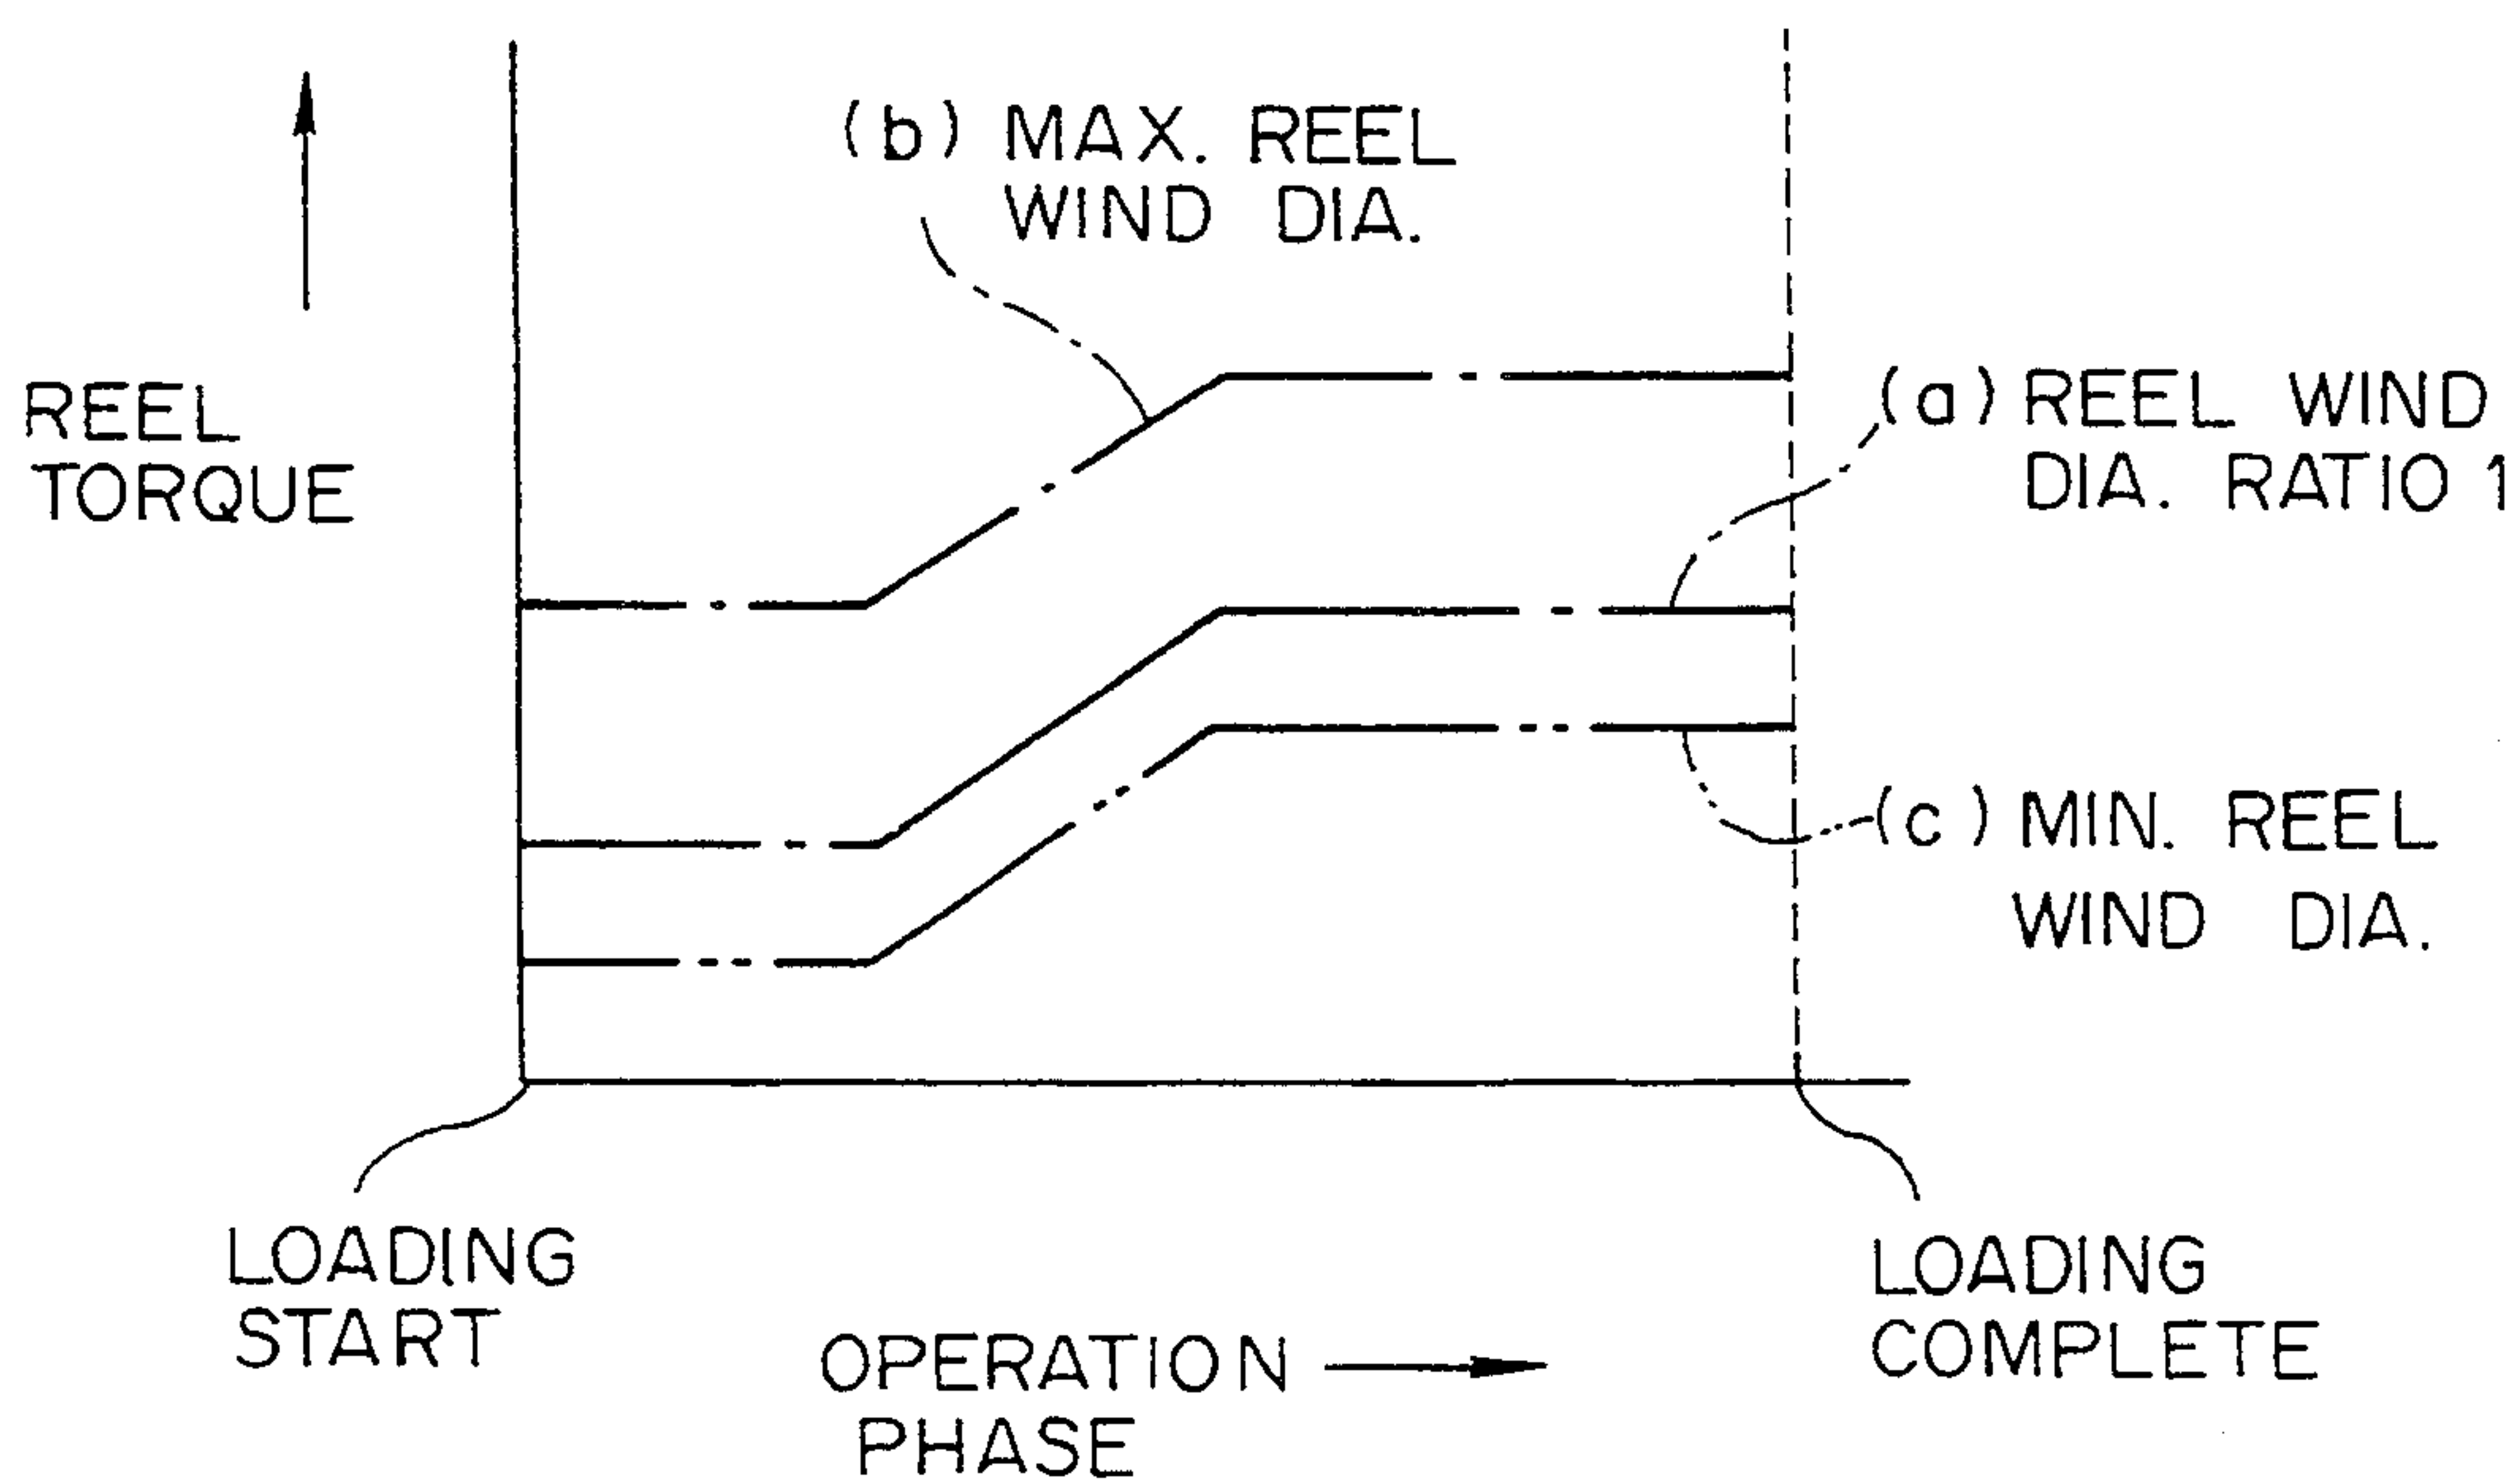 (b) MAX. REEL
WIND DIA.
REEL
TORQUE
(a) REEL WIND
DIA. RATIO 1
(c) MIN. REEL
WIND DIA.
LOADING
START
OPERATION
PHASE
LOADING
COMPLETE